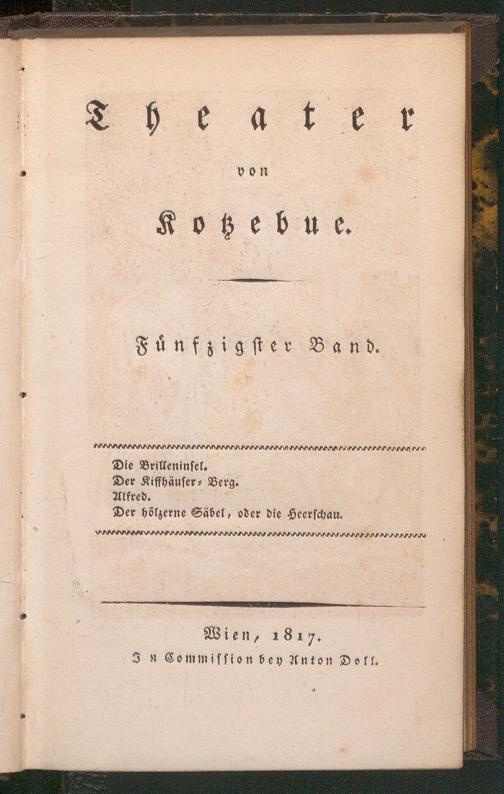 Theater
von
Kotzebue.
Fünfzigster Band.
Die Brilleninsel.
Der Kiffhäuser-Berg.
Alfred.
Der hölzerne Säbel, oder die Heerschau.
Wien, 1817.
In Commission bey Anton Doll.